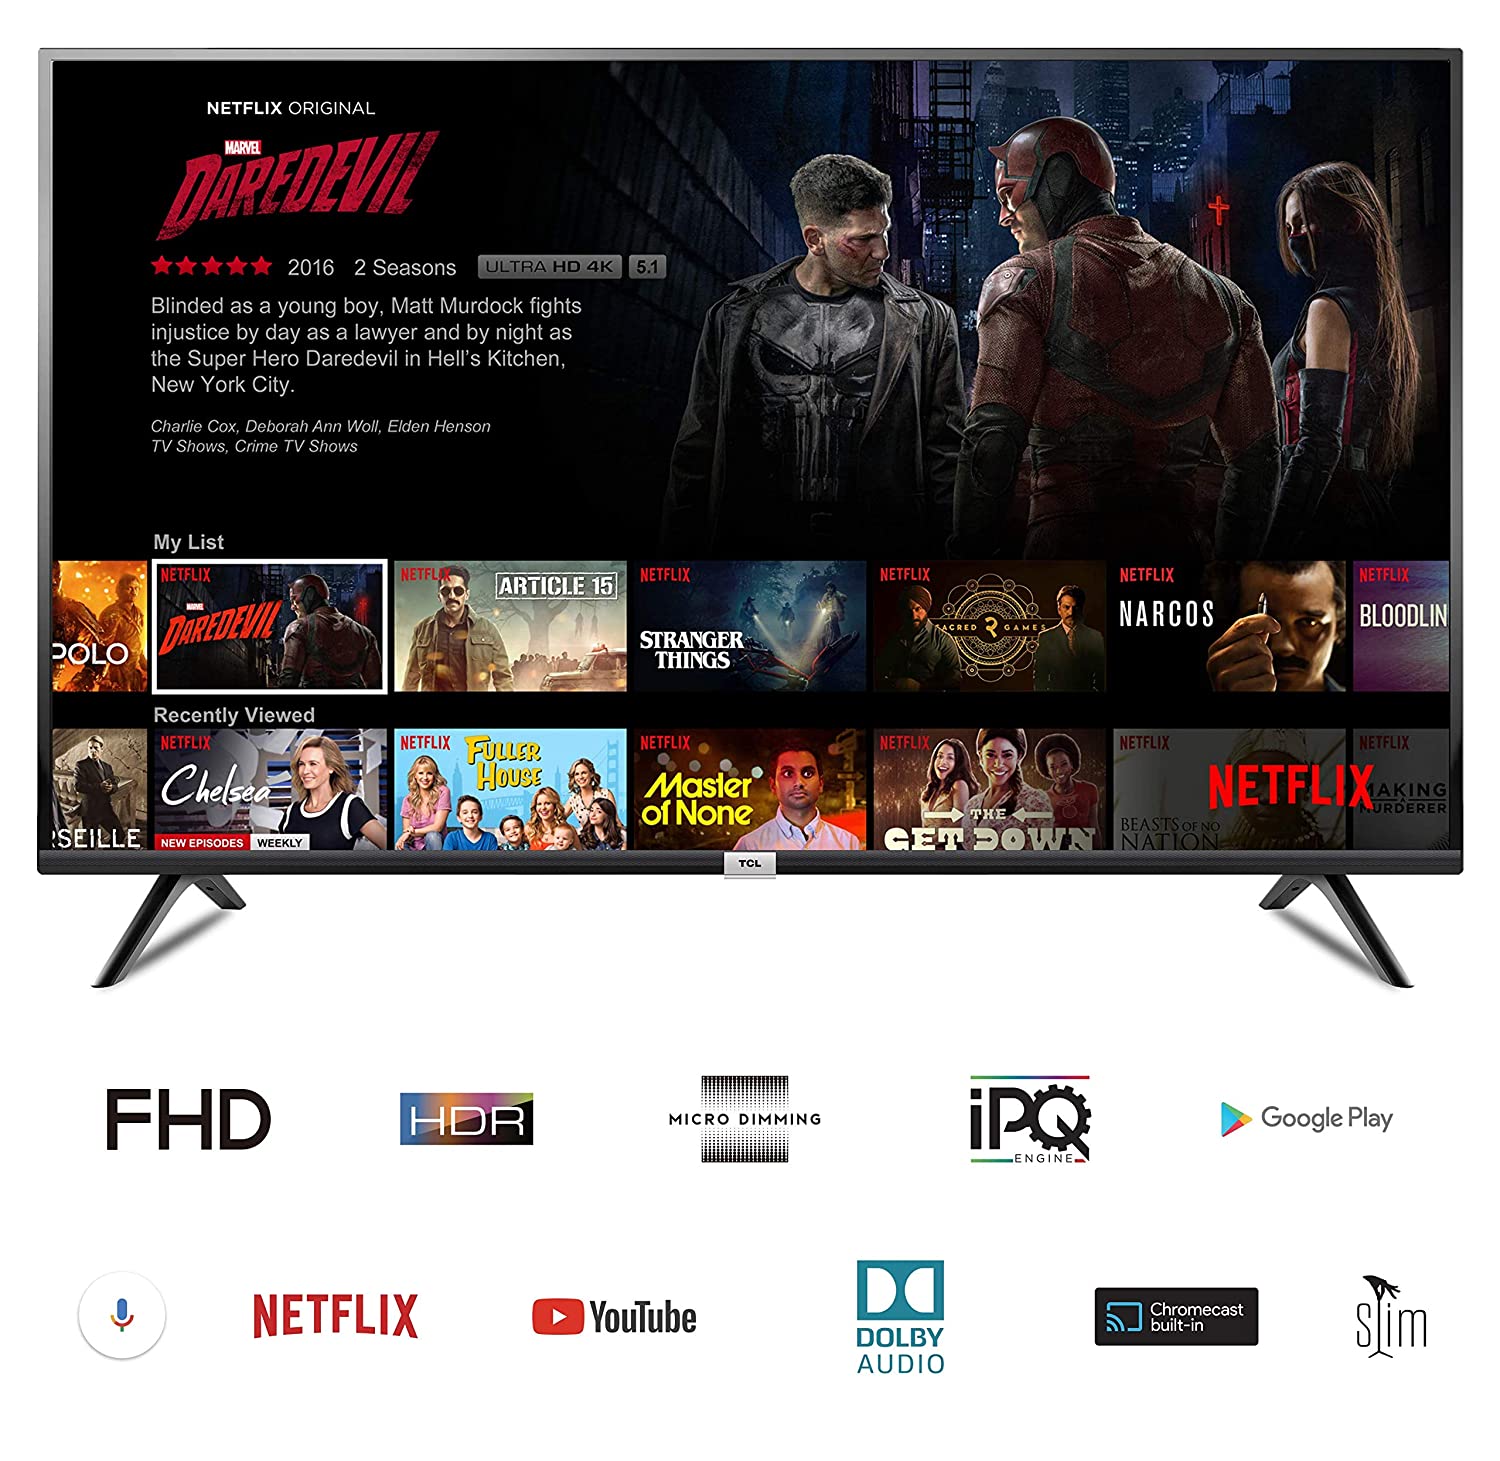 NETFLIX ORIGINAL
MARVEL
DAREDEVIL
2016 2 Seasons ULTRA HD 4K 5.1
Blinded as a young boy, Matt Murdock fights
injustice by day as a lawyer and by night as
the Super Hero Daredevil in Hell's Kitchen,
New York City.
Charlie Cox, Deborah Ann Woll, Elden Henson
TV Shows, Crime TV Shows
My List
POLO
NETFLIX
MARVEL
DAREDEVIL
NETFLIX
ARTICLE 15
NETFLIX
STRANGER
THINGS
NETFLIX
SACRED GAMES
NETFLIX
NARCOS
NETFLIX
BLOODLIN
Recently Viewed
RSEILLE
NETFLIX
Chelsea
NEW EPISODES WEEKLY
NETFLIX
FULLER
HOUSE
NETFLIX
Master
of None
NETFLIX
THE
GET DOWN
NETFLIX
BEASTS OF NO
NATION
NETFLIX
MAKING
A
MURDERER
NETFLIX
TCL
FHD
HDR
MICRO DIMMING
iPQ
ENGINE
Google Play
NETFLIX
YouTube
DOLBY
AUDIO
Chromecast
built-in
slim